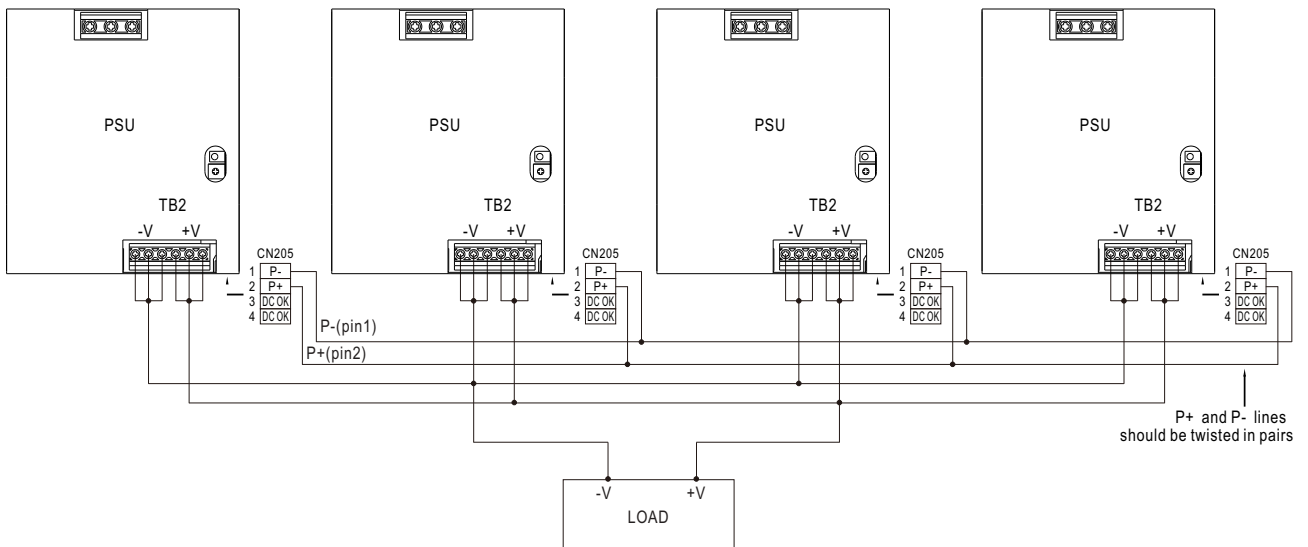 PSU PSU PSU PSU
TB2 TB2 TB2 TB2
-V +V -V +V -V +V -V +V
CN205 CN205 CN205 CN205
1 P- 1 P- 1 P- 1 P-
2 P+ 2 P+ 2 P+ 2 P+
3 DC OK 3 DC OK 3 DC OK 3 DC OK
4 DC OK 4 DC OK 4 DC OK 4 DC OK
P-(pin1)
P+(pin2)
P+ and P- lines
should be twisted in pairs
-V +V
LOAD